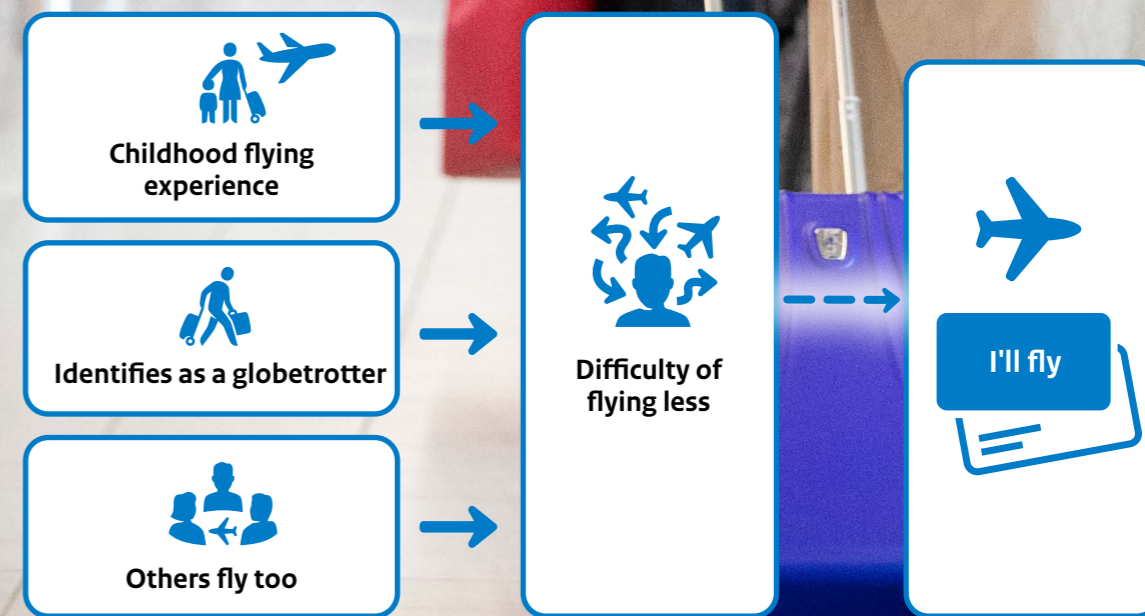 Childhood flying
experience
Identifies as a globetrotter
Others fly too
Difficulty of
flying less
I'll fly